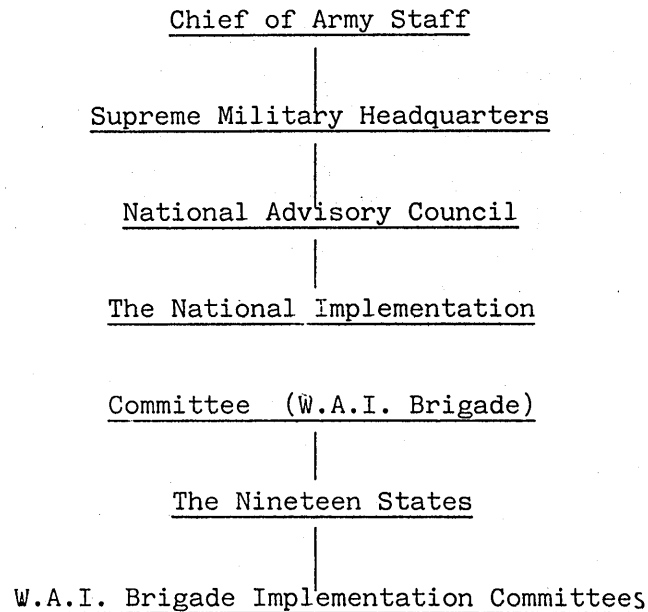 Chief of Army Staff
Supreme Military Headquarters
National Advisory Council
The National Implementation
Committee (W.A.I. Brigade)
The Nineteen States
W.A.I. Brigade Implementation Committees